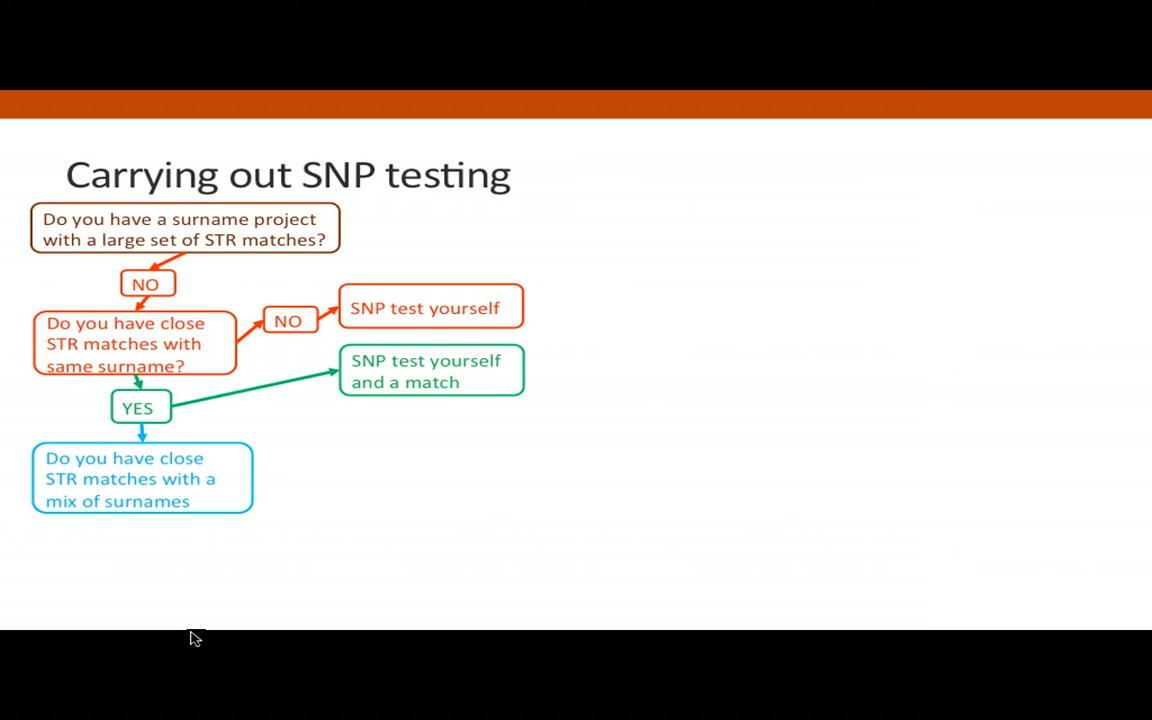 Carrying out SNP testing
Do you have a surname project
with a large set of STR matches?
NO
Do you have close
STR matches with
same surname?
NO
SNP test yourself
SNP test yourself
and a match
YES
Do you have close
STR matches with a
mix of surnames